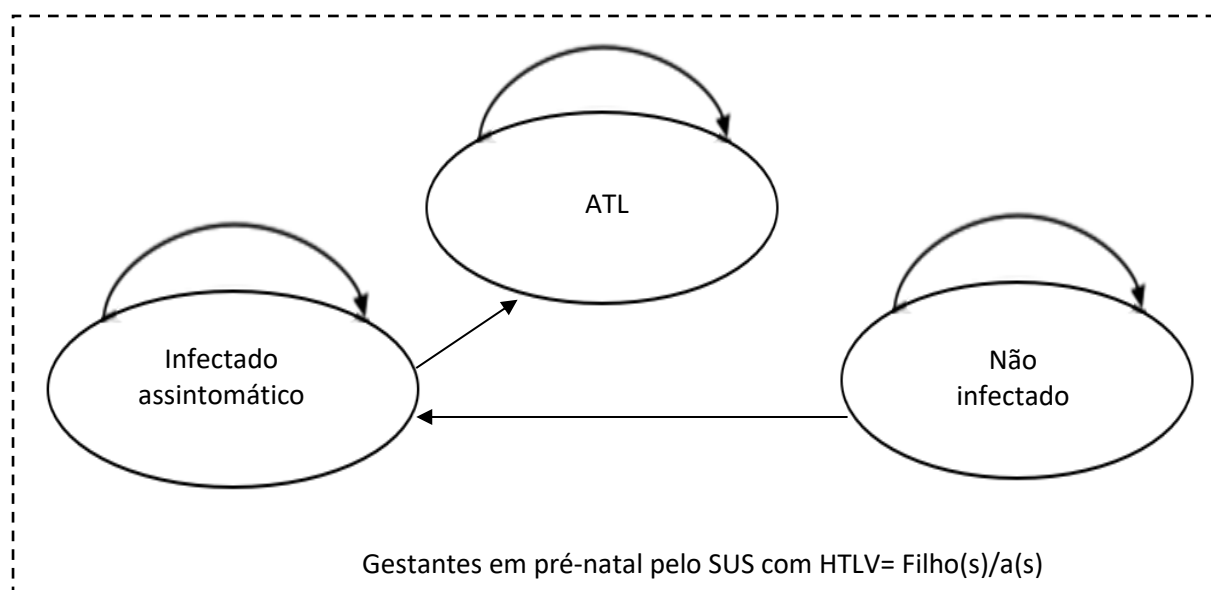 ATL
Infectado
assintomático
Não
infectado
Gestantes em pré-natal pelo SUS com HTLV= Filho(s)/a(s)